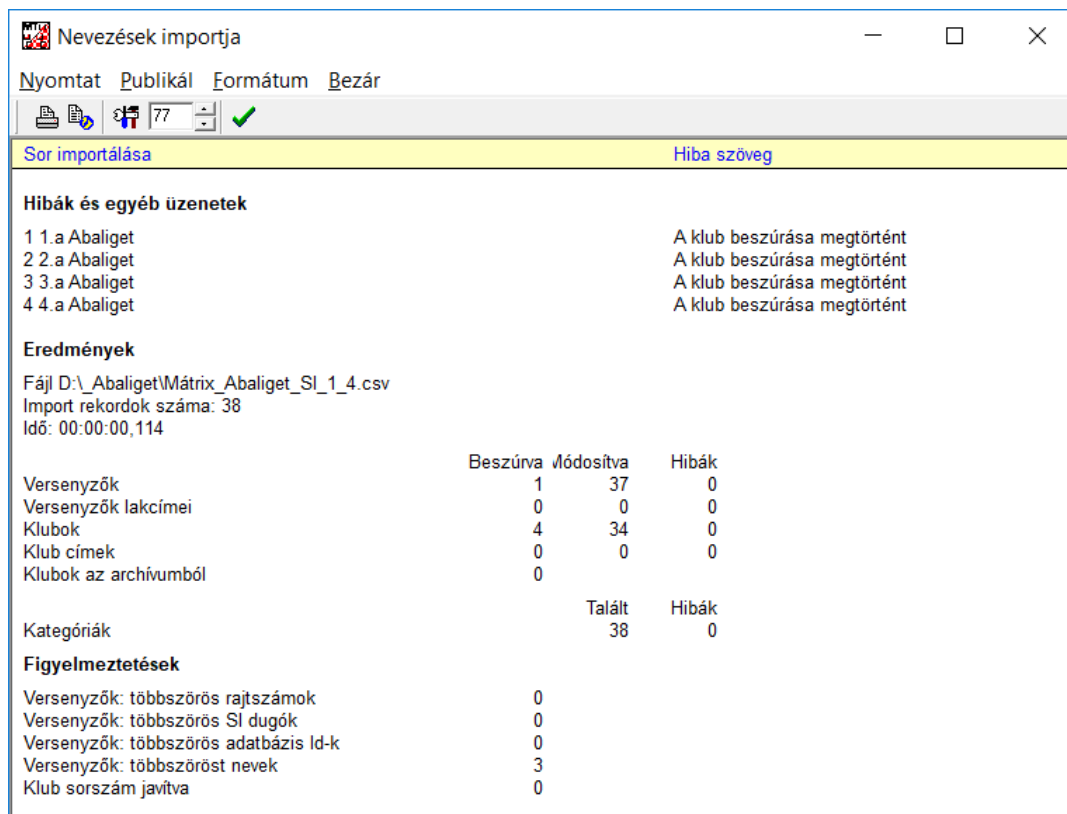 Nevezések importja
Nyomtat Publikál Formátum Bezár
77
Sor importálása Hiba szöveg
Hibák és egyéb üzenetek
1 1.a Abaliget A klub beszúrása megtörtént
2 2.a Abaliget A klub beszúrása megtörtént
3 3.a Abaliget A klub beszúrása megtörtént
4 4.a Abaliget A klub beszúrása megtörtént
Eredmények
Fájl D:\_Abaliget\Mátrix_Abaliget_SI_1_4.csv
Import rekordok száma: 38
Idő: 00:00:00,114
Beszúrva Módosítva Hibák
Versenyzők 1 37 0
Versenyzők lakcímei 0 0 0
Klubok 4 34 0
Klub címek 0 0 0
Klubok az archívumból 0
Talált Hibák
Kategóriák 38 0
Figyelmeztetések
Versenyzők: többszörös rajtszámok 0
Versenyzők: többszörös SI dugók 0
Versenyzők: többszörös adatbázis Id-k 0
Versenyzők: többszöröst nevek 3
Klub sorszám javítva 0